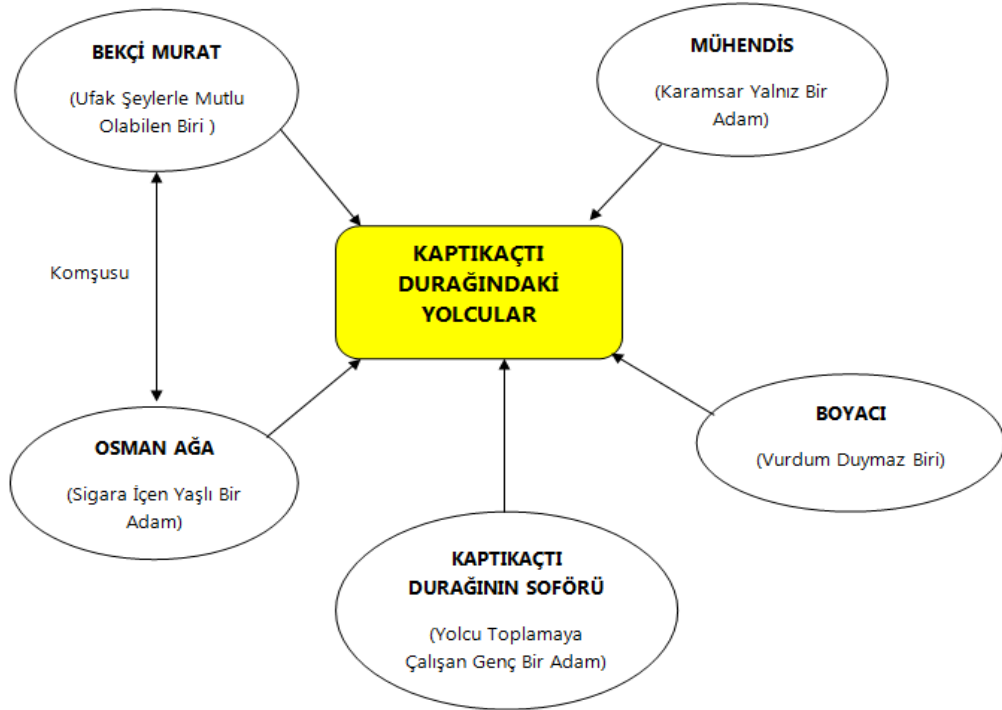 BEKÇİ MURAT
(Ufak Şeylerle Mutlu
Olabilen Biri )
MÜHENDİS
(Karamsar Yalnız Bir
Adam)
KAPTIKAÇTI
DURAĞINDAKİ
YOLCULAR
Komşusu
OSMAN AĞA
(Sigara İçen Yaşlı Bir
Adam)
BOYACI
(Vurdum Duymaz Biri)
KAPTIKAÇTI
DURAĞININ SOFÖRÜ
(Yolcu Toplamaya
Çalışan Genç Bir Adam)